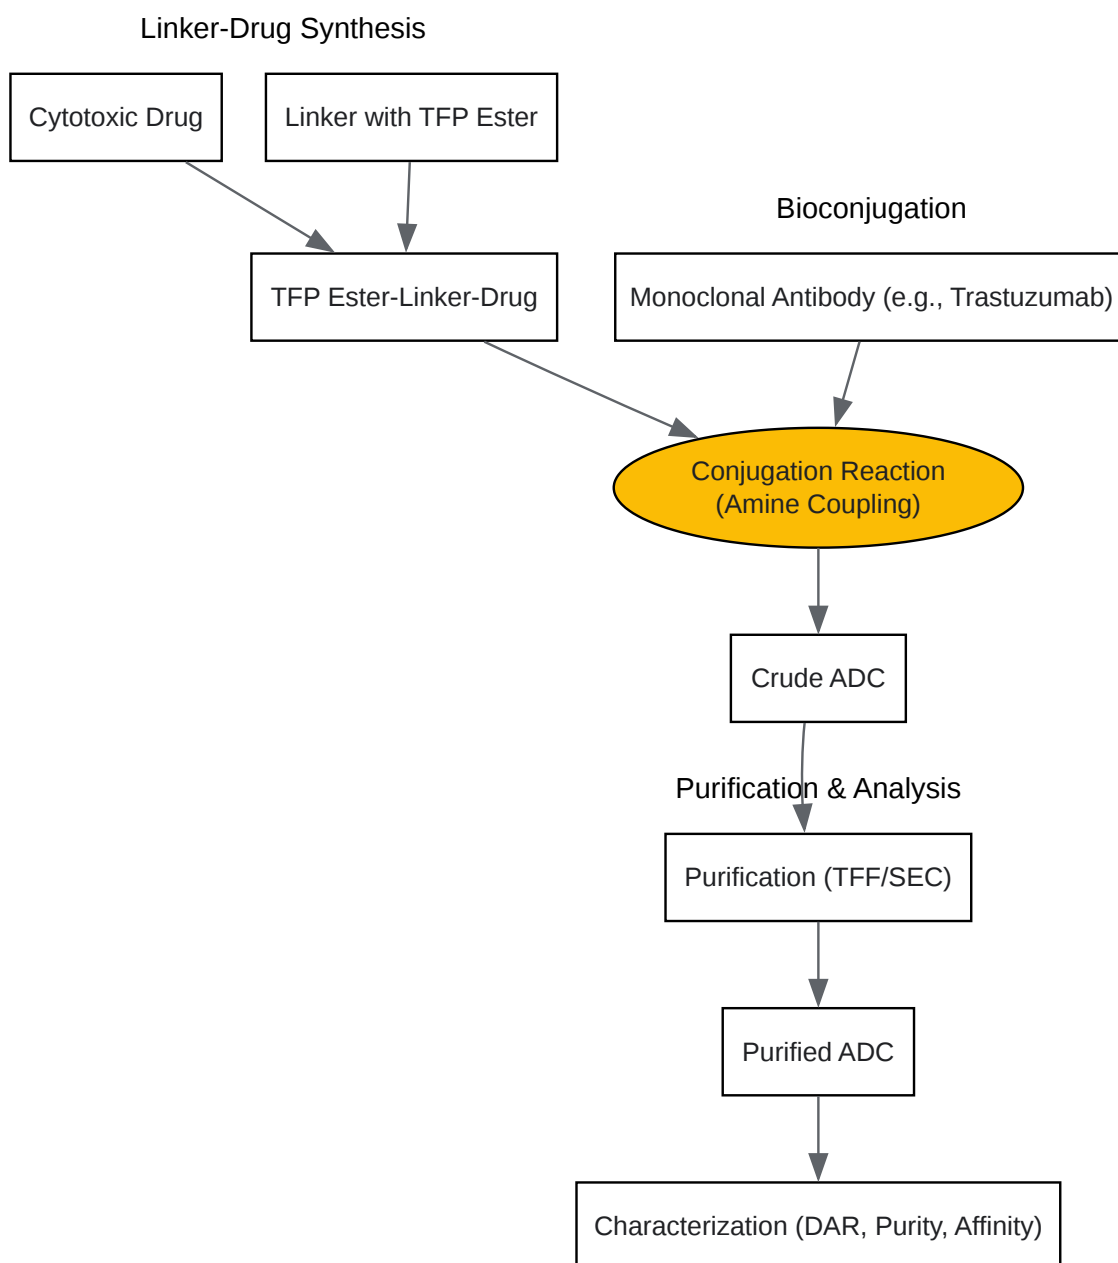 Linker-Drug Synthesis
Cytotoxic Drug
Linker with TFP Ester
Bioconjugation
TFP Ester-Linker-Drug
Monoclonal Antibody (e.g., Trastuzumab)
Conjugation Reaction
(Amine Coupling)
Crude ADC
Purification & Analysis
Purification (TFF/SEC)
Purified ADC
Characterization (DAR, Purity, Affinity)